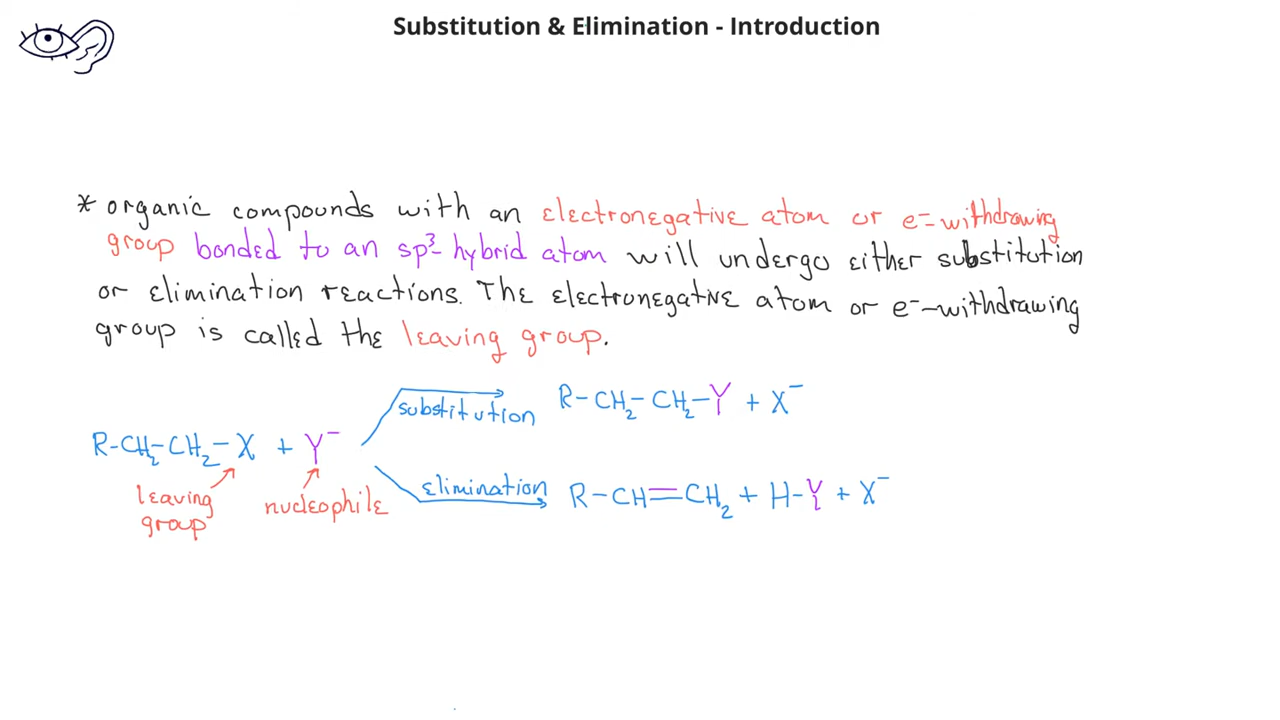 Substitution & Elimination - Introduction
* organic compounds with an electronegative atom or e⁻-withdrawing
group bonded to an sp³-hybrid atom will undergo either substitution
or elimination reactions. The electronegative atom or e⁻-withdrawing
group is called the leaving group.
substitution R-CH₂-CH₂-Y + X⁻
R-CH₂-CH₂-X + Y⁻
leaving group
nucleophile
elimination R-CH=CH₂ + H-Y + X⁻